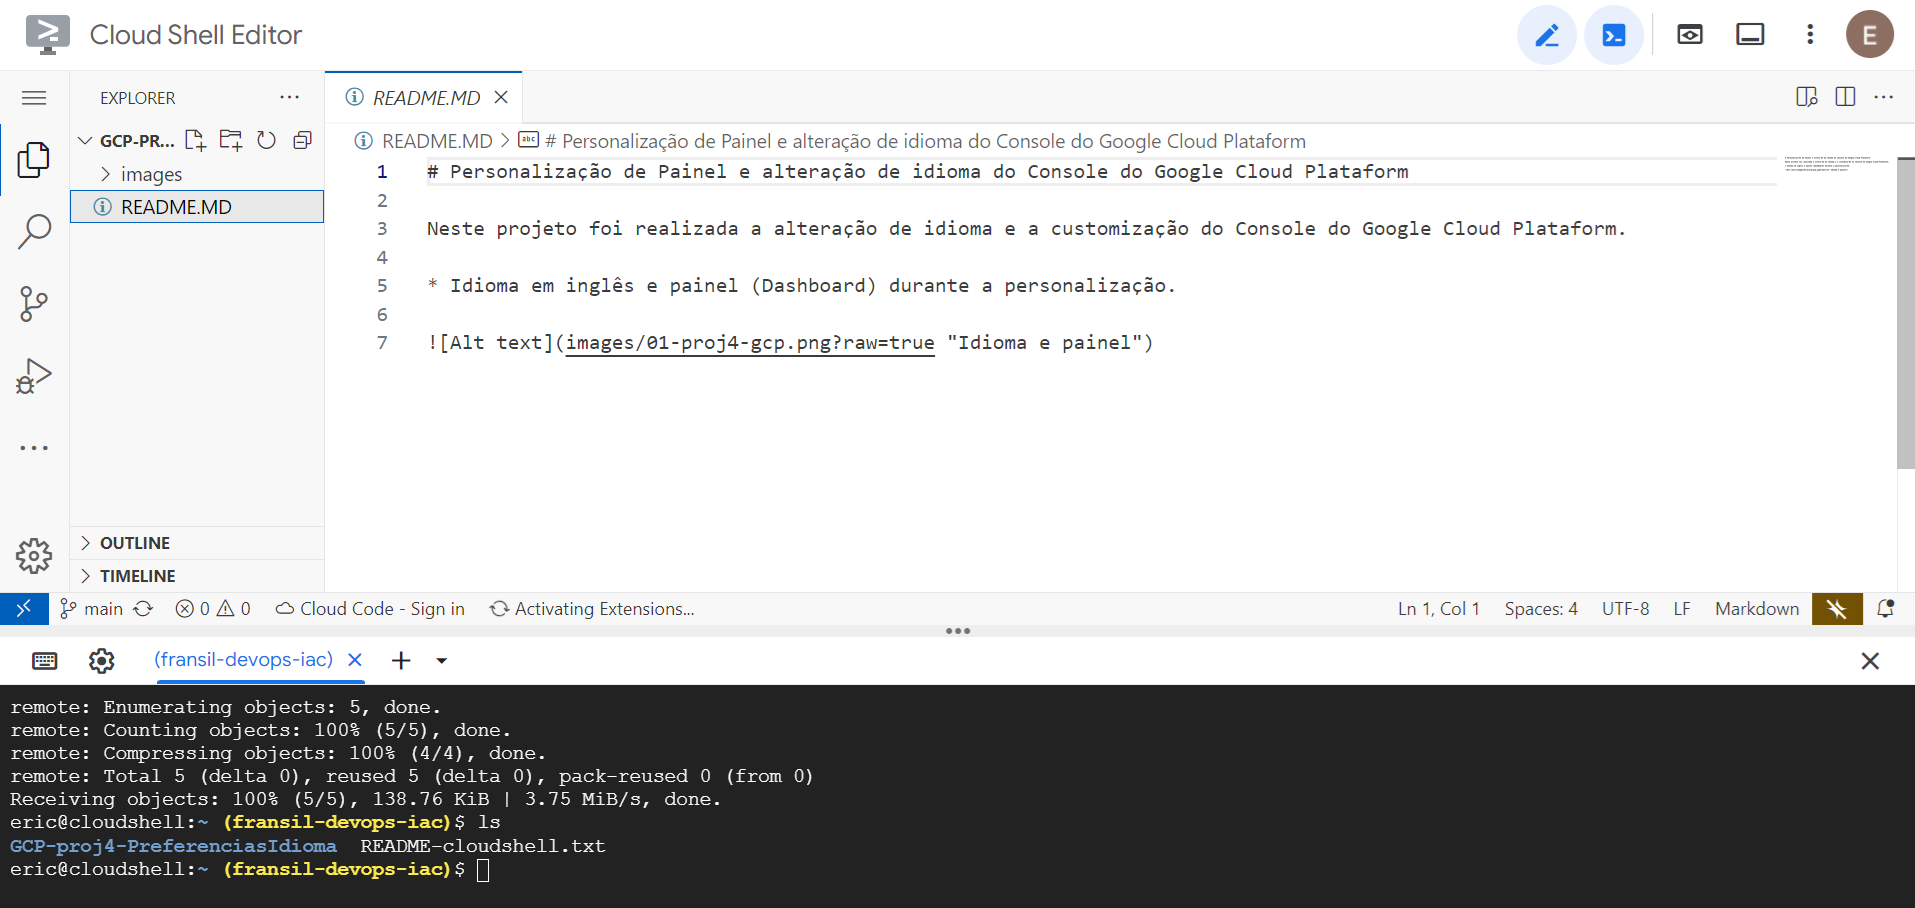 Cloud Shell Editor
E
EXPLORER
README.MD
GCP-PR...
README.MD > # Personalização de Painel e alteração de idioma do Console do Google Cloud Plataform
images
README.MD
1 # Personalização de Painel e alteração de idioma do Console do Google Cloud Plataform
2
3 Neste projeto foi realizada a alteração de idioma e a customização do Console do Google Cloud Plataform.
4
5 * Idioma em inglês e painel (Dashboard) durante a personalização.
6
7 ![Alt text](images/01-proj4-gcp.png?raw=true "Idioma e painel")
OUTLINE
TIMELINE
main 0 0 Cloud Code - Sign in Activating Extensions... Ln 1, Col 1 Spaces: 4 UTF-8 LF Markdown
(fransil-devops-iac)
remote: Enumerating objects: 5, done.
remote: Counting objects: 100% (5/5), done.
remote: Compressing objects: 100% (4/4), done.
remote: Total 5 (delta 0), reused 5 (delta 0), pack-reused 0 (from 0)
Receiving objects: 100% (5/5), 138.76 KiB | 3.75 MiB/s, done.
eric@cloudshell:~ (fransil-devops-iac)$ ls
GCP-proj4-PreferenciasIdioma README-cloudshell.txt
eric@cloudshell:~ (fransil-devops-iac)$